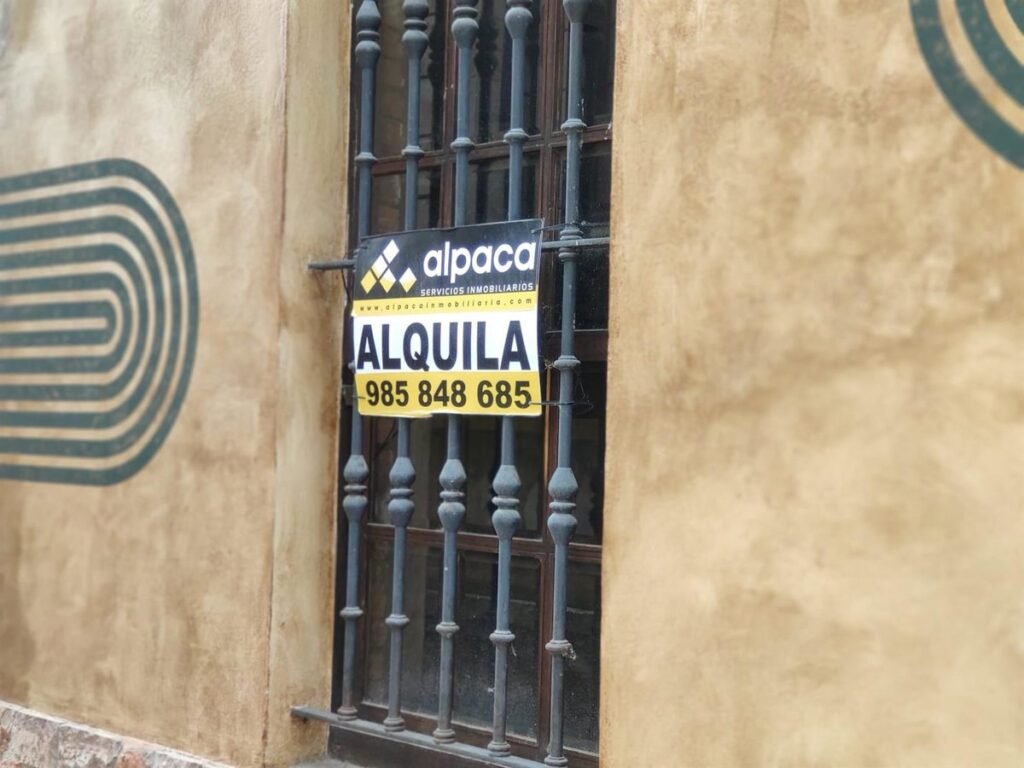 alpaca
SERVICIOS INMOBILIARIOS
www.alpacainmobiliaria.com
ALQUILA
985 848 685